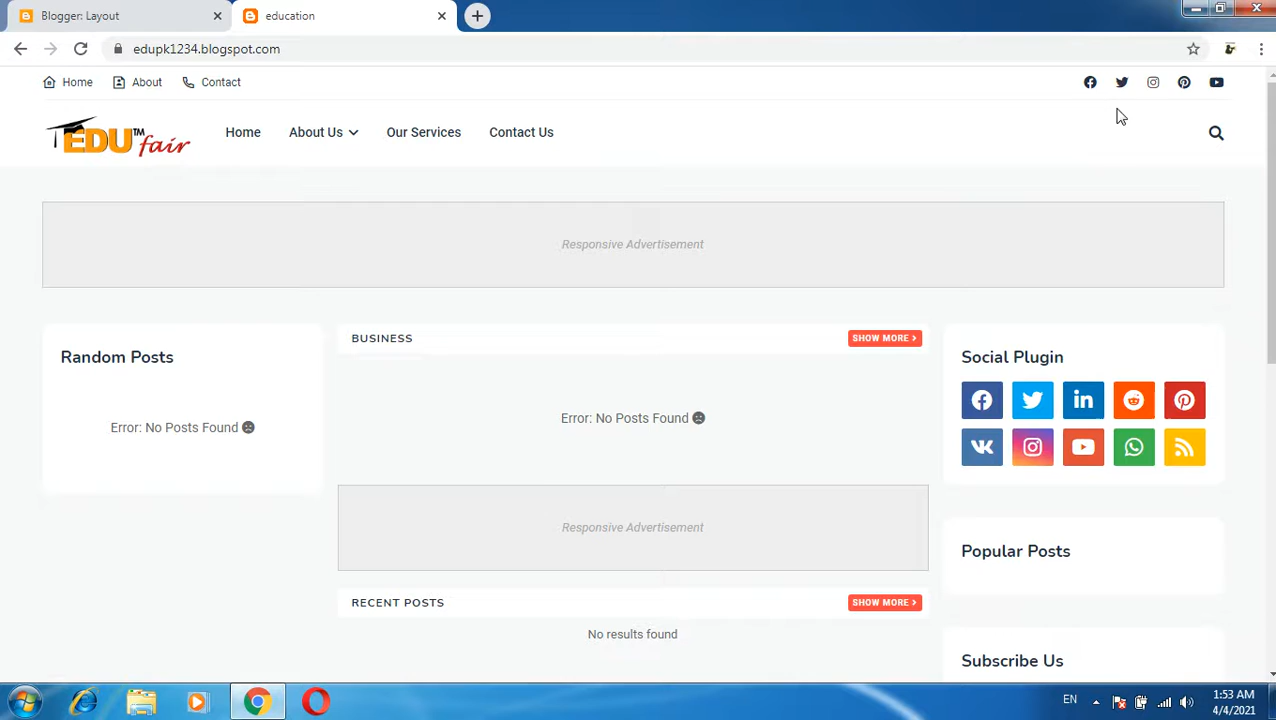 Blogger: Layout
education
edupk1234.blogspot.com
Home About Contact
EDU™ fair
Home About Us Our Services Contact Us
Responsive Advertisement
Random Posts
Error: No Posts Found
BUSINESS
SHOW MORE
Error: No Posts Found
Responsive Advertisement
RECENT POSTS
SHOW MORE
No results found
Social Plugin
Popular Posts
Subscribe Us
EN
1:53 AM
4/4/2021